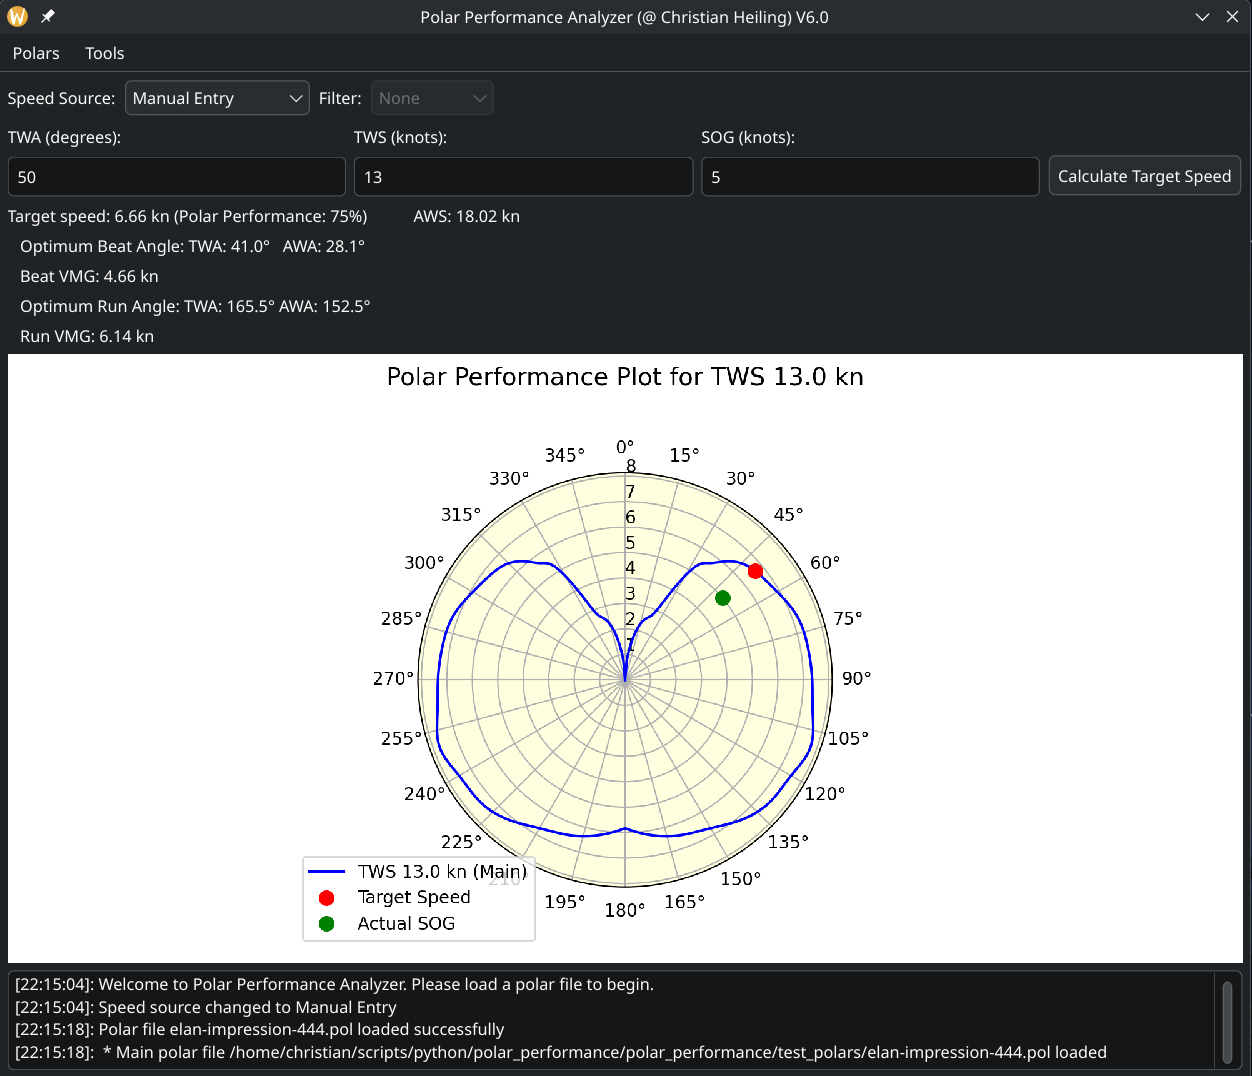 W
Polar Performance Analyzer (@ Christian Heiling) V6.0
Polars Tools
Speed Source: Manual Entry Filter: None
TWA (degrees): TWS (knots): SOG (knots):
50 13 5 Calculate Target Speed
Target speed: 6.66 kn (Polar Performance: 75%) AWS: 18.02 kn
Optimum Beat Angle: TWA: 41.0° AWA: 28.1°
Beat VMG: 4.66 kn
Optimum Run Angle: TWA: 165.5° AWA: 152.5°
Run VMG: 6.14 kn
Polar Performance Plot for TWS 13.0 kn
0°
345° 15°
8
330° 30°
7
315° 6 45°
5
300° 4 60°
3
285° 2 75°
1
270° 90°
255° 105°
240° 120°
225° 135°
TWS 13.0 kn (Main)
210° 150°
Target Speed
195° 165°
180°
Actual SOG
[22:15:04]: Welcome to Polar Performance Analyzer. Please load a polar file to begin.
[22:15:04]: Speed source changed to Manual Entry
[22:15:18]: Polar file elan-impression-444.pol loaded successfully
[22:15:18]: * Main polar file /home/christian/scripts/python/polar_performance/polar_performance/test_polars/elan-impression-444.pol loaded